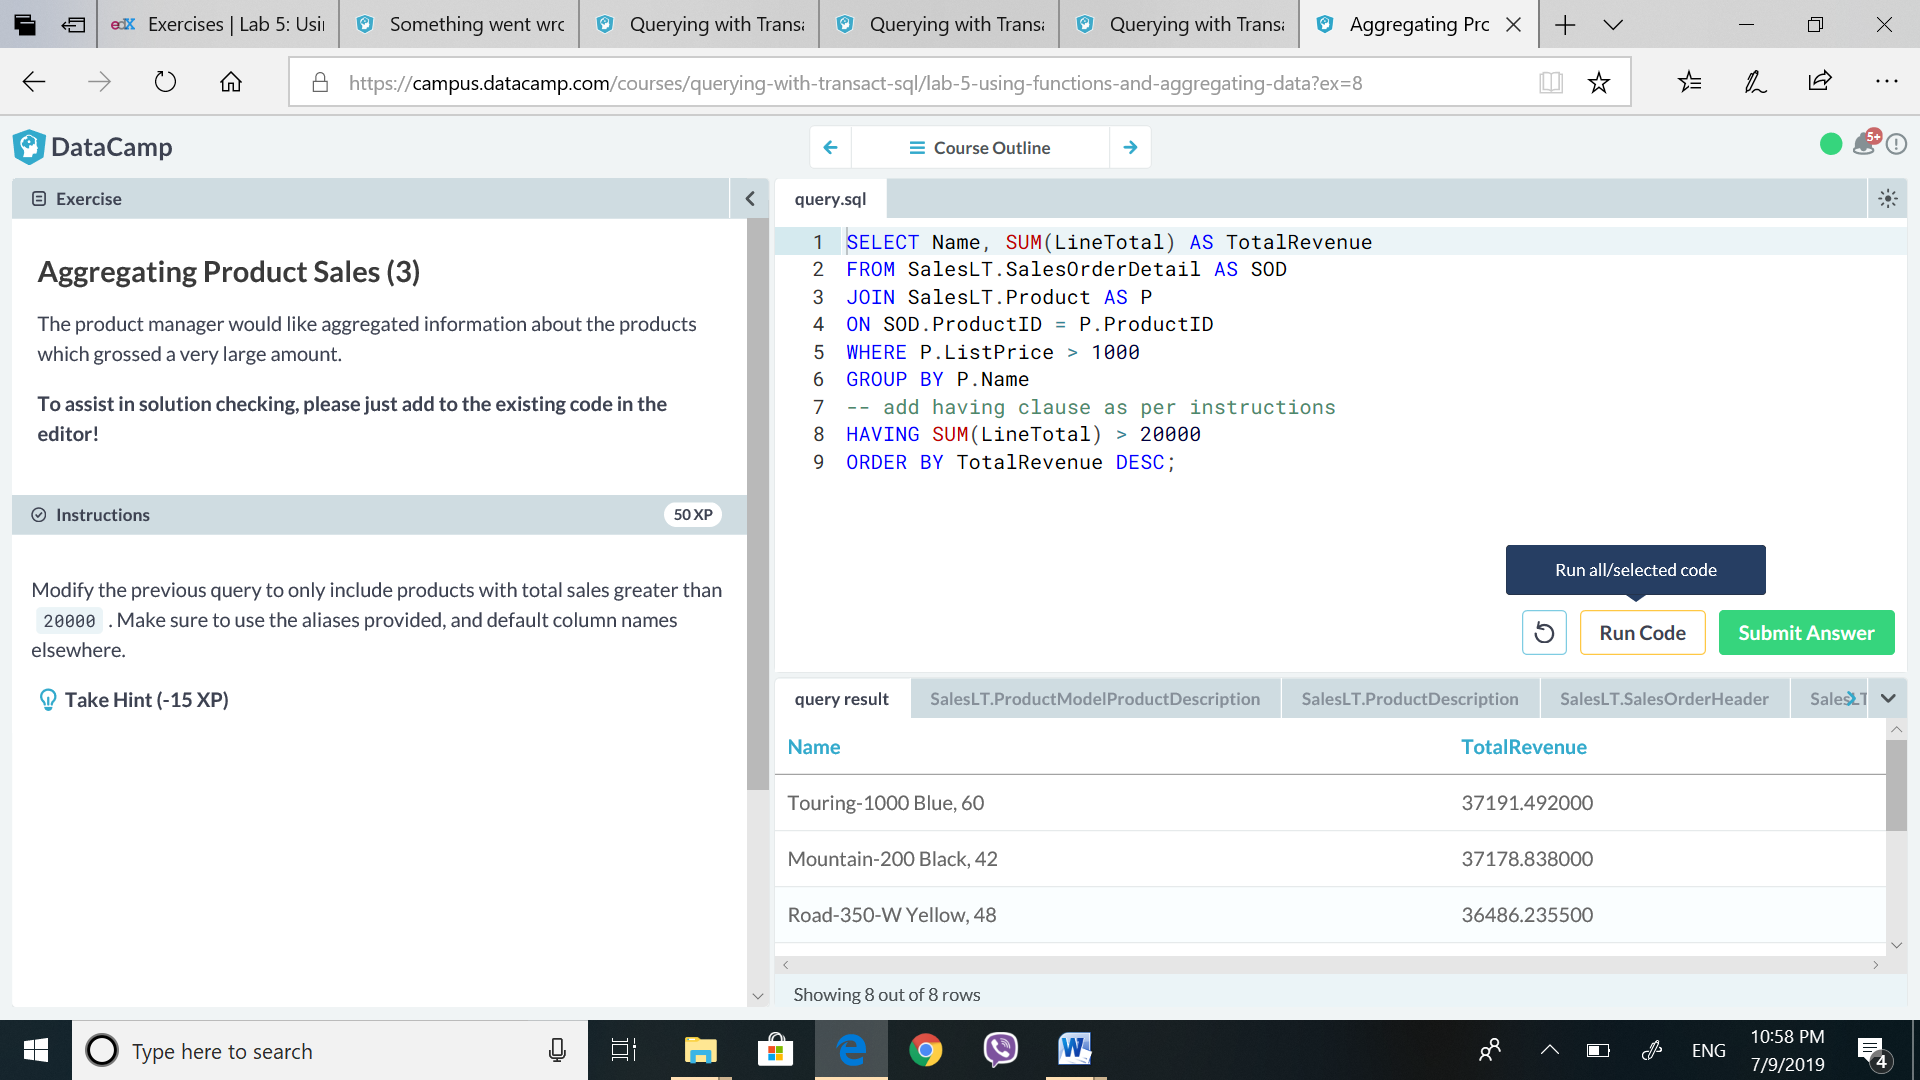 edX Exercises | Lab 5: Usin
Something went wro
Querying with Transa
Querying with Transa
Querying with Transa
Aggregating Pro
https://campus.datacamp.com/courses/querying-with-transact-sql/lab-5-using-functions-and-aggregating-data?ex=8
DataCamp
Course Outline
5+
Exercise
query.sql
Aggregating Product Sales (3)
The product manager would like aggregated information about the products
which grossed a very large amount.
To assist in solution checking, please just add to the existing code in the
editor!
Instructions
50 XP
Modify the previous query to only include products with total sales greater than
20000 . Make sure to use the aliases provided, and default column names
elsewhere.
Take Hint (-15 XP)
1 SELECT Name, SUM(LineTotal) AS TotalRevenue
2 FROM SalesLT.SalesOrderDetail AS SOD
3 JOIN SalesLT.Product AS P
4 ON SOD.ProductID = P.ProductID
5 WHERE P.ListPrice > 1000
6 GROUP BY P.Name
7 -- add having clause as per instructions
8 HAVING SUM(LineTotal) > 20000
9 ORDER BY TotalRevenue DESC;
Run all/selected code
Run Code
Submit Answer
query result
SalesLT.ProductModelProductDescription
SalesLT.ProductDescription
SalesLT.SalesOrderHeader
SalesLT
Name TotalRevenue
Touring-1000 Blue, 60 37191.492000
Mountain-200 Black, 42 37178.838000
Road-350-W Yellow, 48 36486.235500
Showing 8 out of 8 rows
Type here to search
ENG
10:58 PM
7/9/2019
4